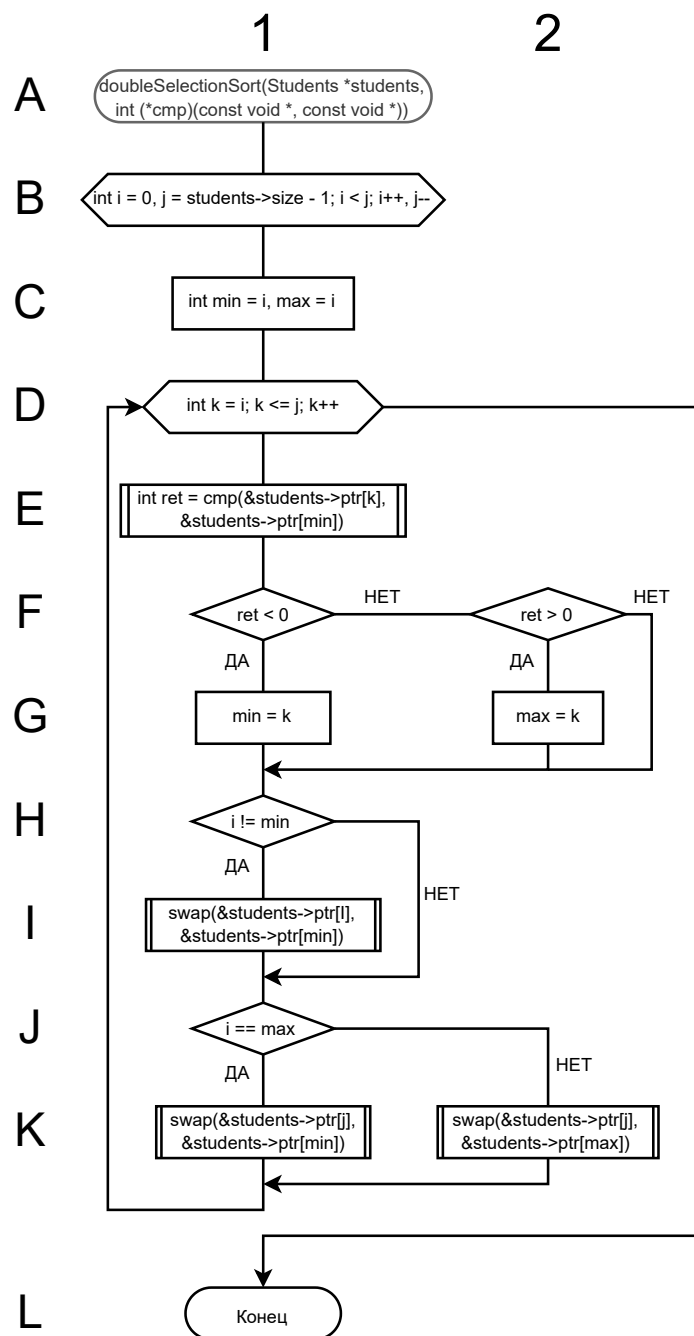 1 2
A
doubleSelectionSort(Students *students,
int (*cmp)(const void *, const void *))
B
int i = 0, j = students->size - 1; i < j; i++, j--
C
int min = i, max = i
D
int k = i; k <= j; k++
E
int ret = cmp(&students->ptr[k],
&students->ptr[min])
F
ret < 0 НЕТ ret > 0 НЕТ
ДА ДА
G
min = k max = k
H
i != min
ДА
НЕТ
I
swap(&students->ptr[I],
&students->ptr[min])
J
i == max
ДА НЕТ
K
swap(&students->ptr[j], swap(&students->ptr[j],
&students->ptr[min]) &students->ptr[max])
L
Конец